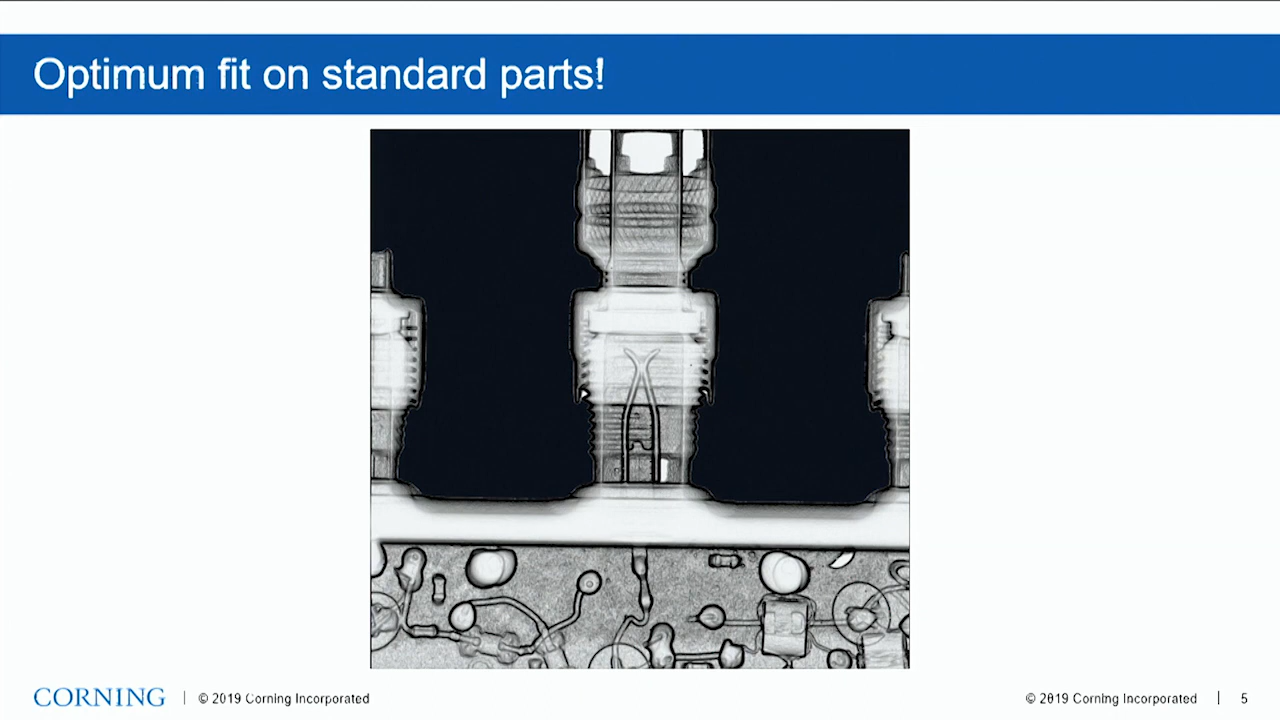 Optimum fit on standard parts!
CORNING | © 2019 Corning Incorporated
© 2019 Corning Incorporated | 5